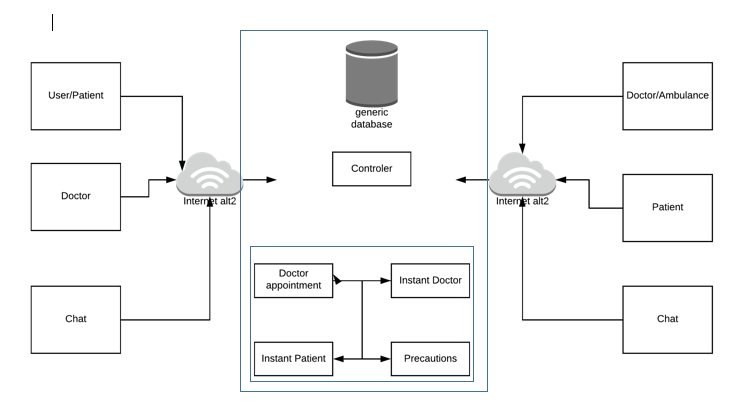 User/Patient
Doctor
Chat
Internet alt2
generic
database
Controler
Doctor
appointment
Instant Doctor
Instant Patient
Precautions
Internet alt2
Doctor/Ambulance
Patient
Chat